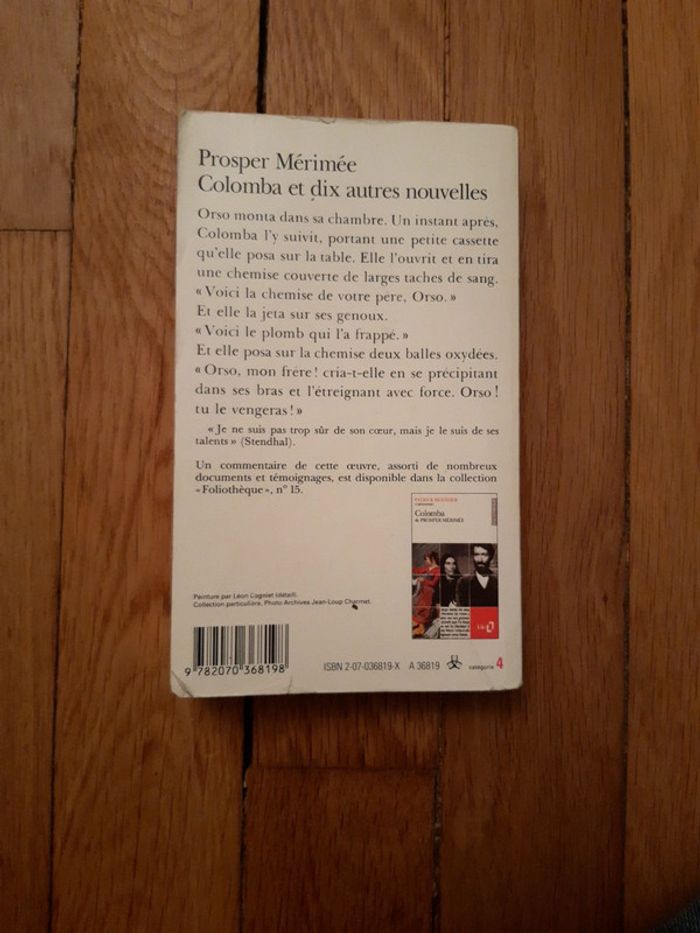 Prosper Mérimée
Colomba et dix autres nouvelles
Orso monta dans sa chambre. Un instant après,
Colomba l'y suivit, portant une petite cassette
qu'elle posa sur la table. Elle l'ouvrit et en tira
une chemise couverte de larges taches de sang.
« Voici la chemise de votre père, Orso. »
Et elle la jeta sur ses genoux.
« Voici le plomb qui l'a frappé. »
Et elle posa sur la chemise deux balles oxydées.
« Orso, mon frère ! cria-t-elle en se précipitant
dans ses bras et l'étreignant avec force. Orso !
tu le vengeras ! »
« Je ne suis pas trop sûr de son cœur, mais je le suis de ses
talents » (Stendhal).
Un commentaire de cette œuvre, assorti de nombreux
documents et témoignages, est disponible dans la collection
« Foliothèque », n° 15.
Colomba
de PROSPER MÉRIMÉE
Peinture par Léon Cogniet (détail).
Collection particulière, Photo Archives Jean-Loup Charmet.
9 782070 368198
ISBN 2-07-036819-X A 36819 catégorie 4